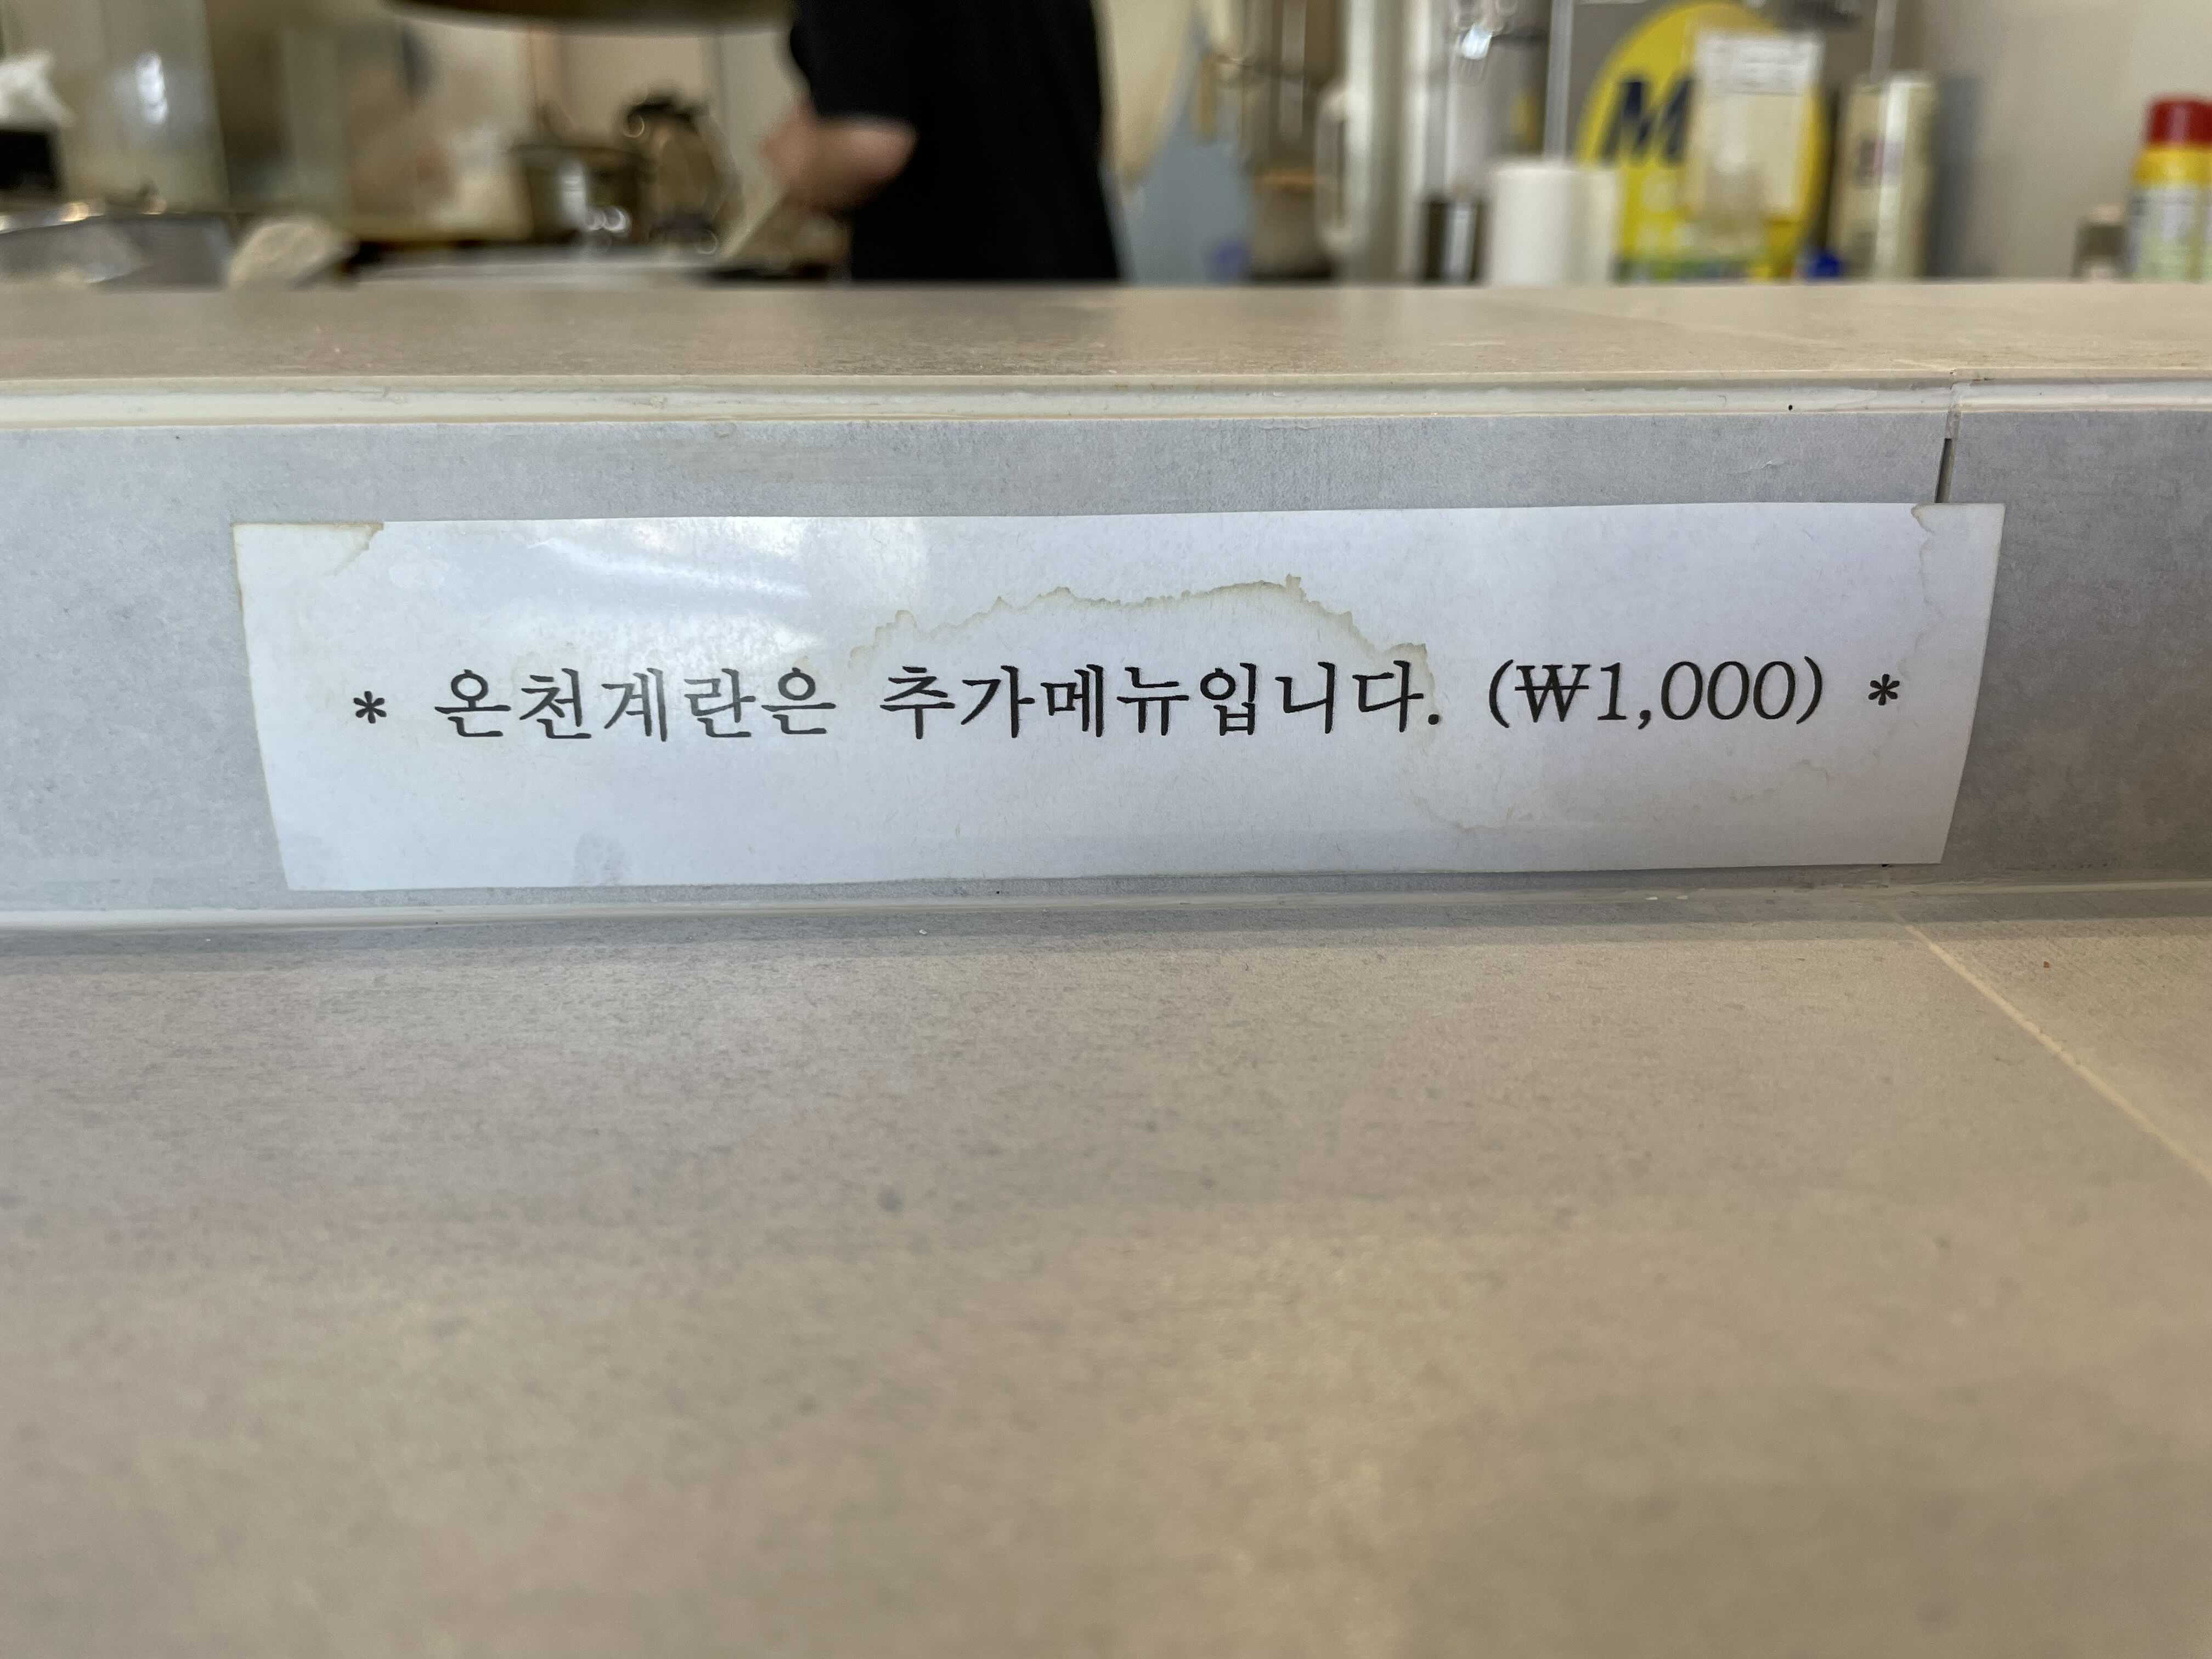 * 온천계란은 추가메뉴입니다. (₩1,000) *
M